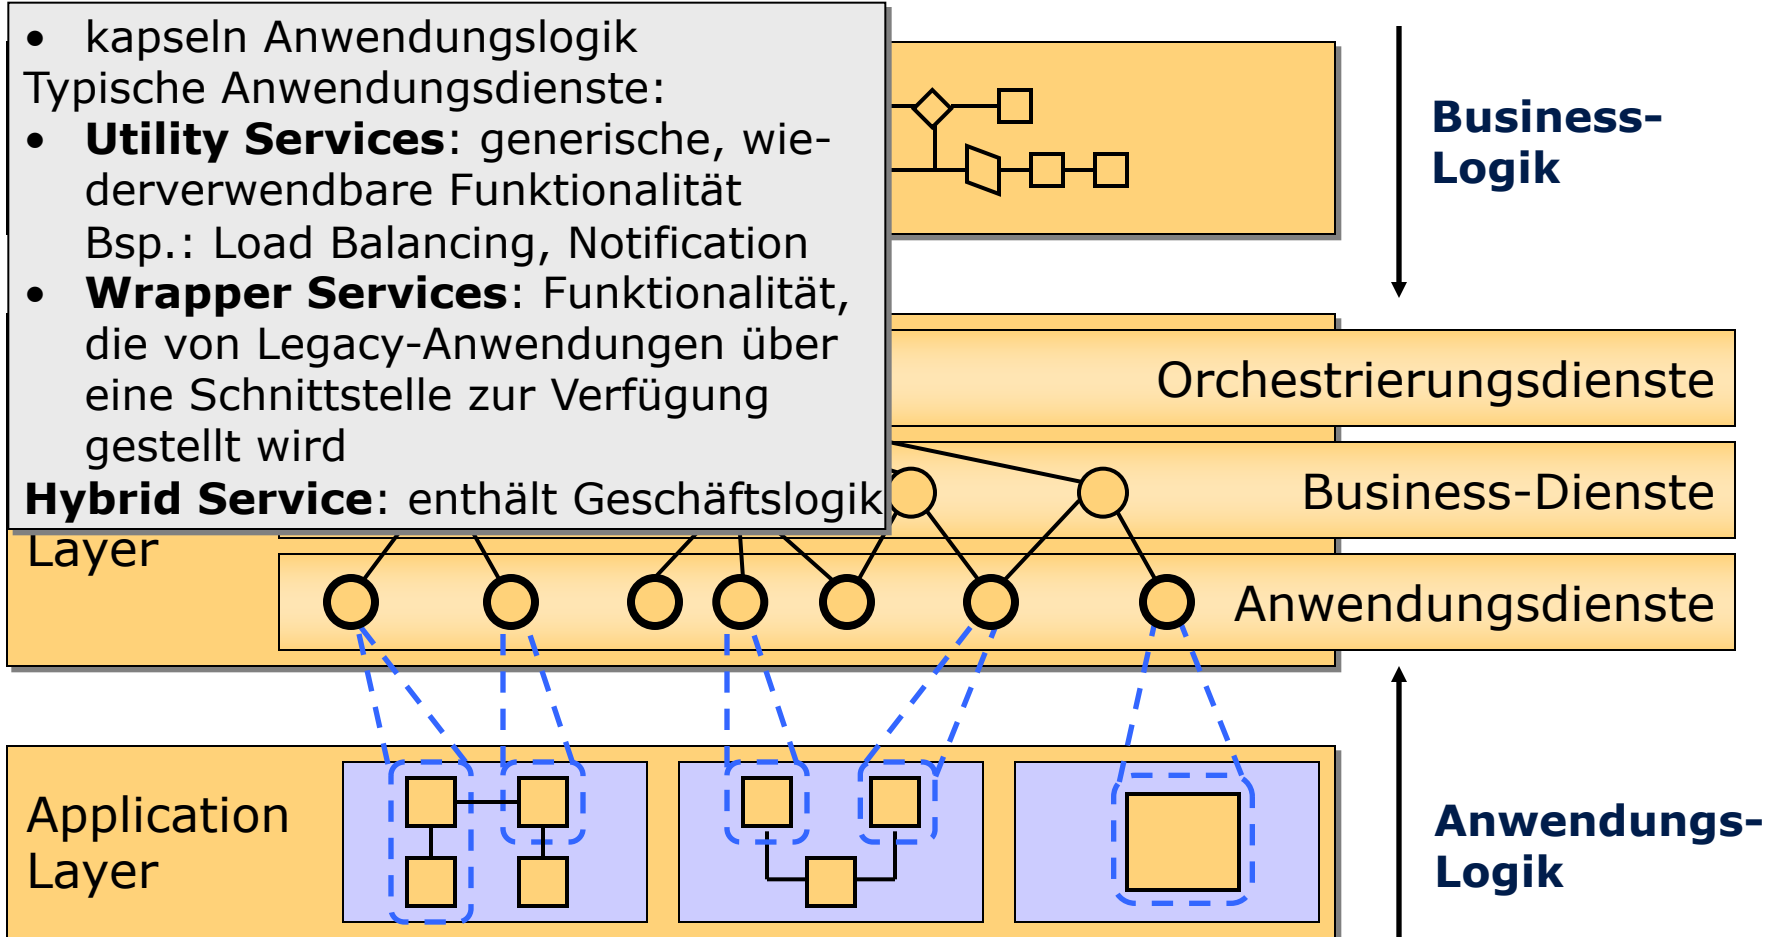 • kapseln Anwendungslogik
Typische Anwendungsdienste:
• Utility Services: generische, wie-
derverwendbare Funktionalität
Bsp.: Load Balancing, Notification
• Wrapper Services: Funktionalität,
die von Legacy-Anwendungen über
eine Schnittstelle zur Verfügung
gestellt wird
Hybrid Service: enthält Geschäftslogik
Business-
Logik
Orchestrierungsdienste
Business-Dienste
Layer
Anwendungsdienste
Application
Layer
Anwendungs-
Logik